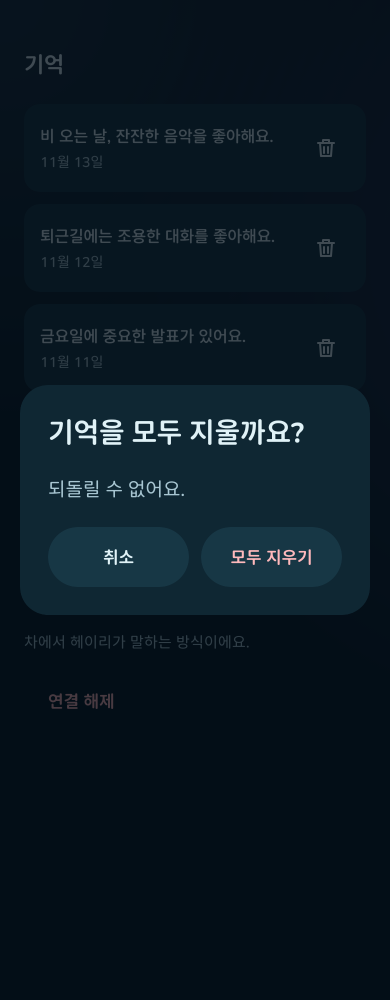 기억
비 오는 날, 잔잔한 음악을 좋아해요.
11월 13일
퇴근길에는 조용한 대화를 좋아해요.
11월 12일
금요일에 중요한 발표가 있어요.
11월 11일
기억을 모두 지울까요?
되돌릴 수 없어요.
취소
모두 지우기
차에서 헤이리가 말하는 방식이에요.
연결 해제